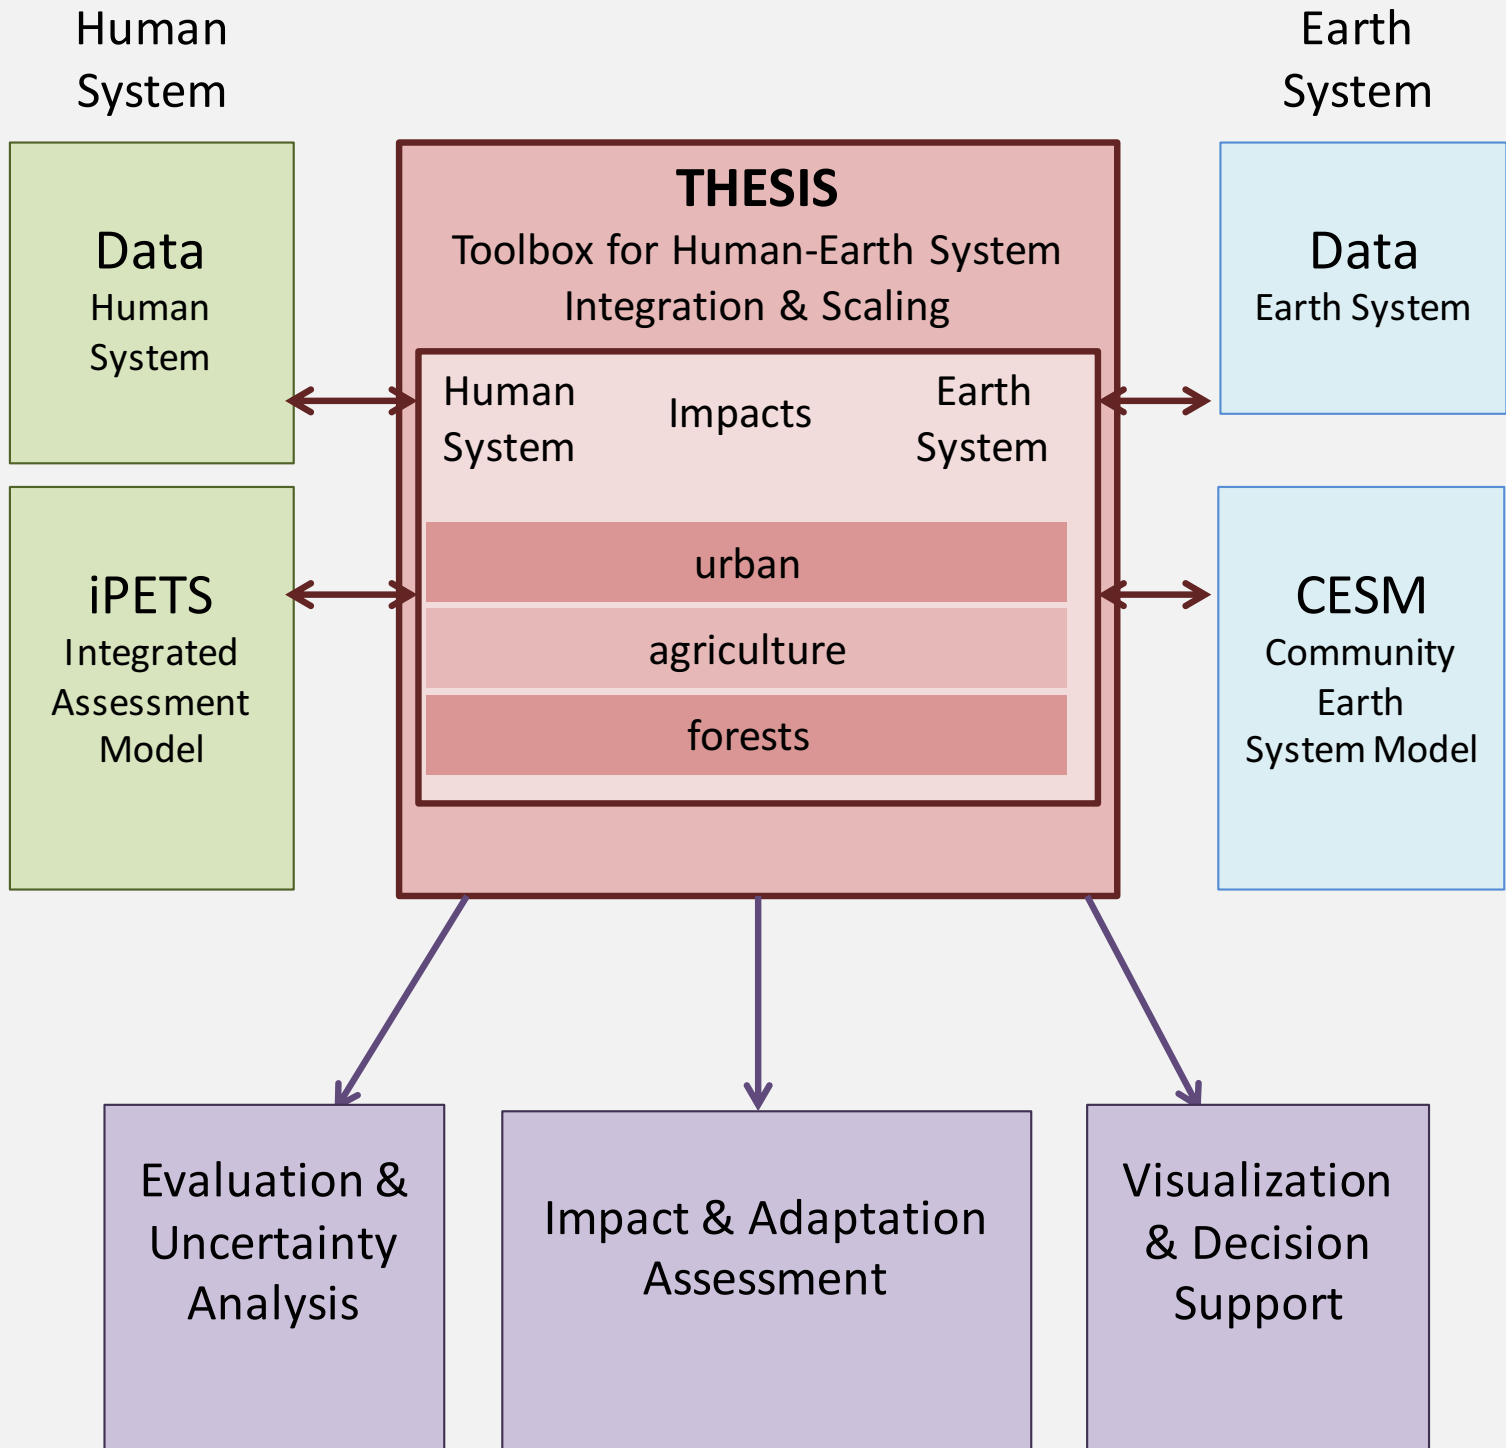 Human
System
Earth
System
Data
Human
System
iPETS
Integrated
Assessment
Model
THESIS
Toolbox for Human-Earth System
Integration & Scaling
Human
System
Impacts
Earth
System
urban
agriculture
forests
Data
Earth System
CESM
Community
Earth
System Model
Evaluation &
Uncertainty
Analysis
Impact & Adaptation
Assessment
Visualization
& Decision
Support